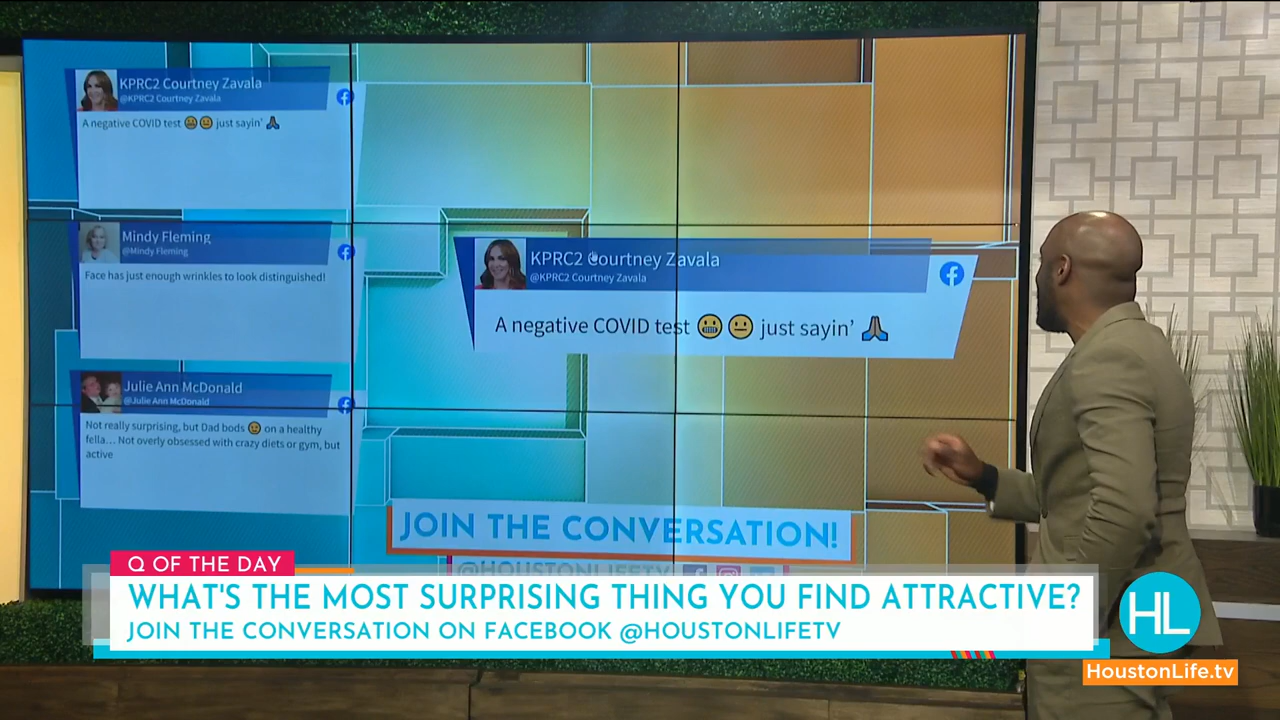 KPRC2 Courtney Zavala
@KPRC2 Courtney Zavala
A negative COVID test 😬😐 just sayin' 🙏
Mindy Fleming
@Mindy Fleming
Face has just enough wrinkles to look distinguished!
Julie Ann McDonald
@Julie Ann McDonald
Not really surprising, but Dad bods on a healthy
fella... Not overly obsessed with crazy diets or gym, but
active
KPRC2 Courtney Zavala
@KPRC2 Courtney Zavala
A negative COVID test 😬😐 just sayin' 🙏
JOIN THE CONVERSATION!
@HOUSTONLIFETV
Q OF THE DAY
WHAT'S THE MOST SURPRISING THING YOU FIND ATTRACTIVE?
JOIN THE CONVERSATION ON FACEBOOK @HOUSTONLIFETV
HL
HoustonLife.tv